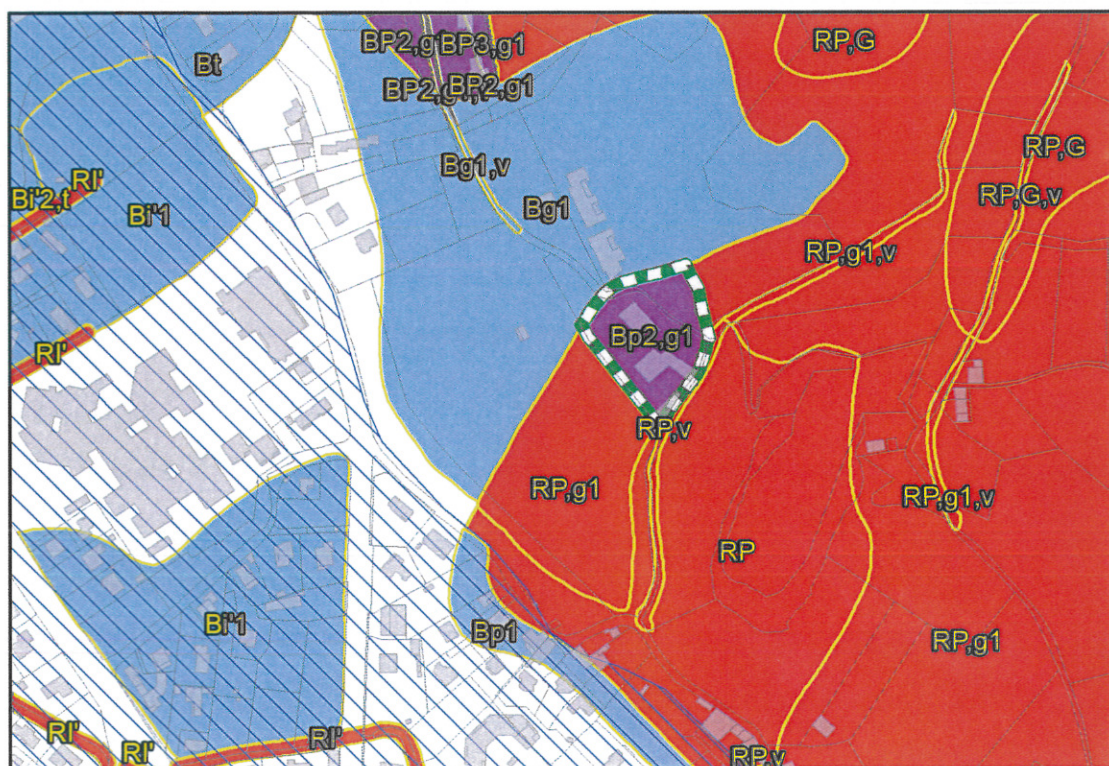 BP2,g1
BP3,g1
RP,G
Bt
BP2,g1
RP,G
Bg1,v
RI'
RP,G,v
Bi'2,t
Bi'1
Bg1
RP,g1,v
Bp2,g1
RI'
RP,v
RP,g1
RP,g1,v
RP
Bi'1
Bp1
RP,g1
RI'
RI'
RI'
RP,v